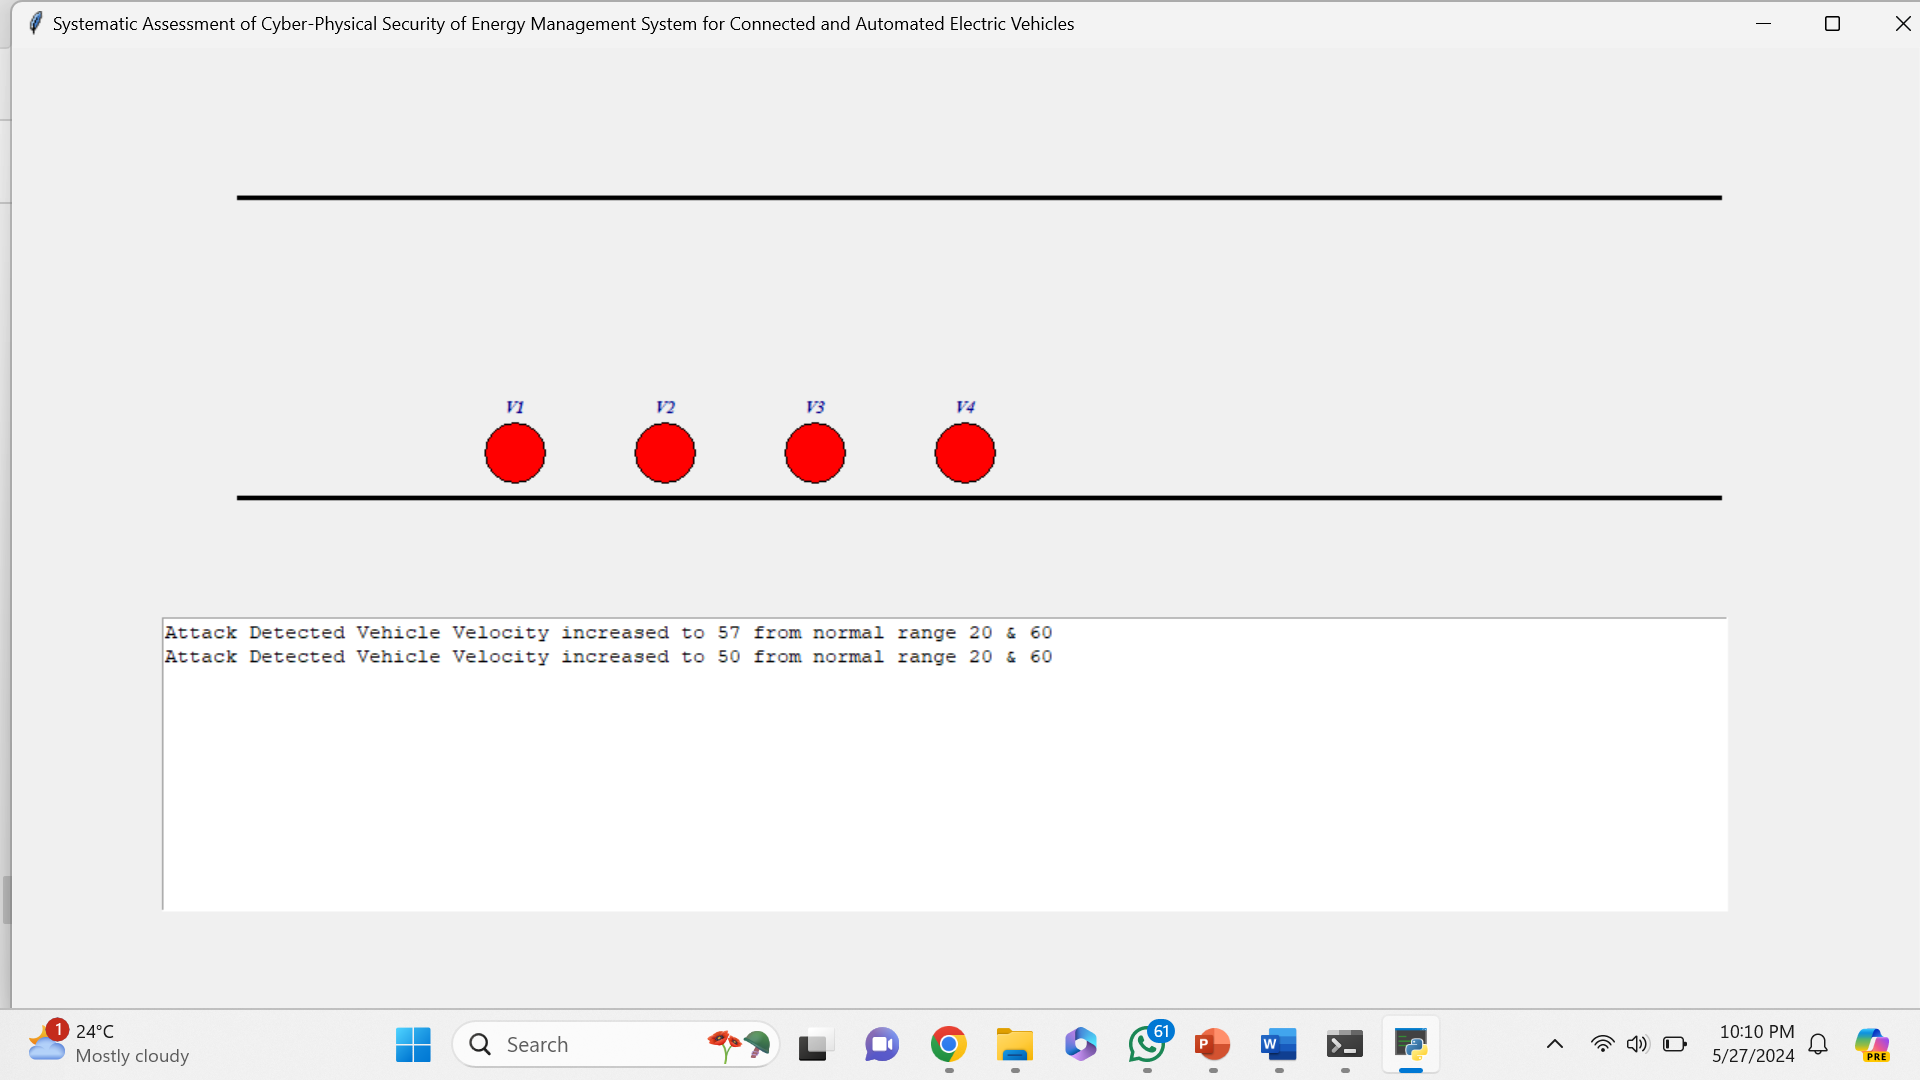 Systematic Assessment of Cyber-Physical Security of Energy Management System for Connected and Automated Electric Vehicles
V1 V2 V3 V4
Attack Detected Vehicle Velocity increased to 57 from normal range 20 & 60
Attack Detected Vehicle Velocity increased to 50 from normal range 20 & 60
1
24°C
Mostly cloudy
Search
61
P
W
10:10 PM
5/27/2024
PRE